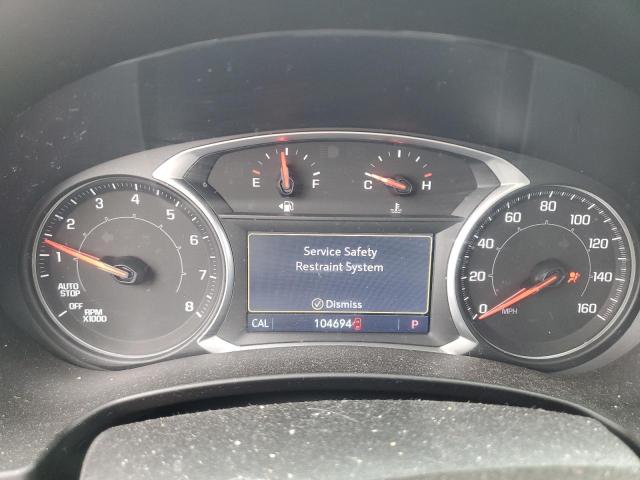 E F
C H
1 2 3 4 5 6 7 8
AUTO
STOP
OFF
RPM
X1000
Service Safety
Restraint System
Dismiss
CAL 104694 P
0 20 40 60 80 100 120 140 160
MPH